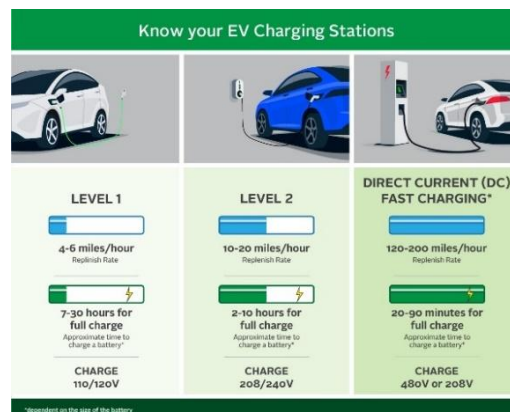 Know your EV Charging Stations
LEVEL 1
4-6 miles/hour
Replinish Rate
7-30 hours for
full charge
Approximate time to
charge a battery*
CHARGE
110/120V
LEVEL 2
10-20 miles/hour
Replenish Rate
2-10 hours for
full charge
Approximate time to
charge a battery*
CHARGE
208/240V
DIRECT CURRENT (DC)
FAST CHARGING*
120-200 miles/hour
Replenish Rate
20-90 minutes for
full charge
Approximate time to
charge a battery*
CHARGE
480V or 208V
*dependent on the size of the battery